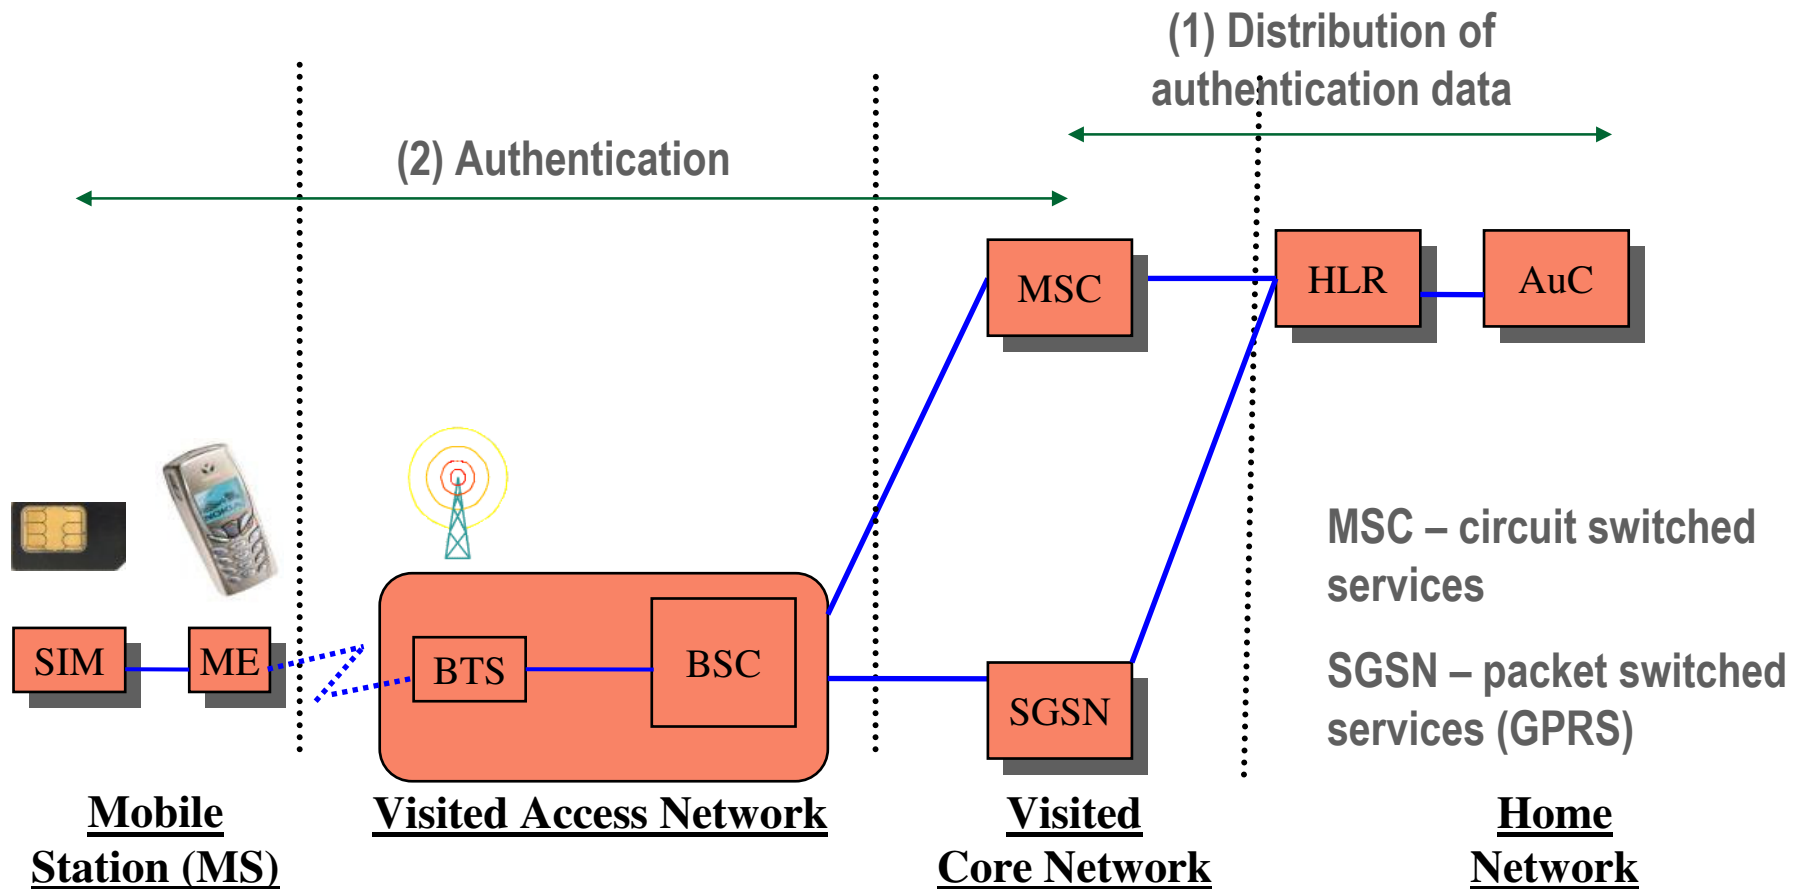 (1) Distribution of
authentication data
(2) Authentication
MSC
HLR
AuC
MSC – circuit switched
services
SIM
ME
BTS
BSC
SGSN
SGSN – packet switched
services (GPRS)
Mobile
Station (MS)
Visited Access Network
Visited
Core Network
Home
Network